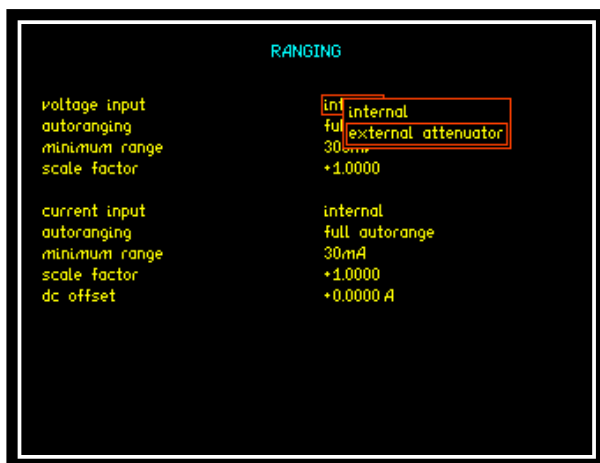 RANGING
voltage input int
internal
autoranging ful
external attenuator
minimum range 300m
scale factor +1.0000
current input internal
autoranging full autorange
minimum range 30mA
scale factor +1.0000
dc offset +0.0000 A